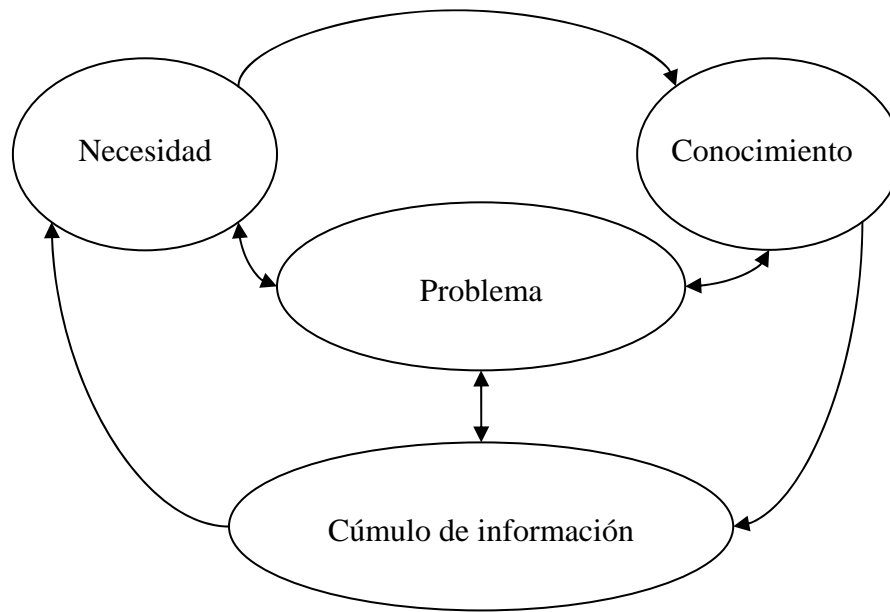 Necesidad
Conocimiento
Problema
Cúmulo de información